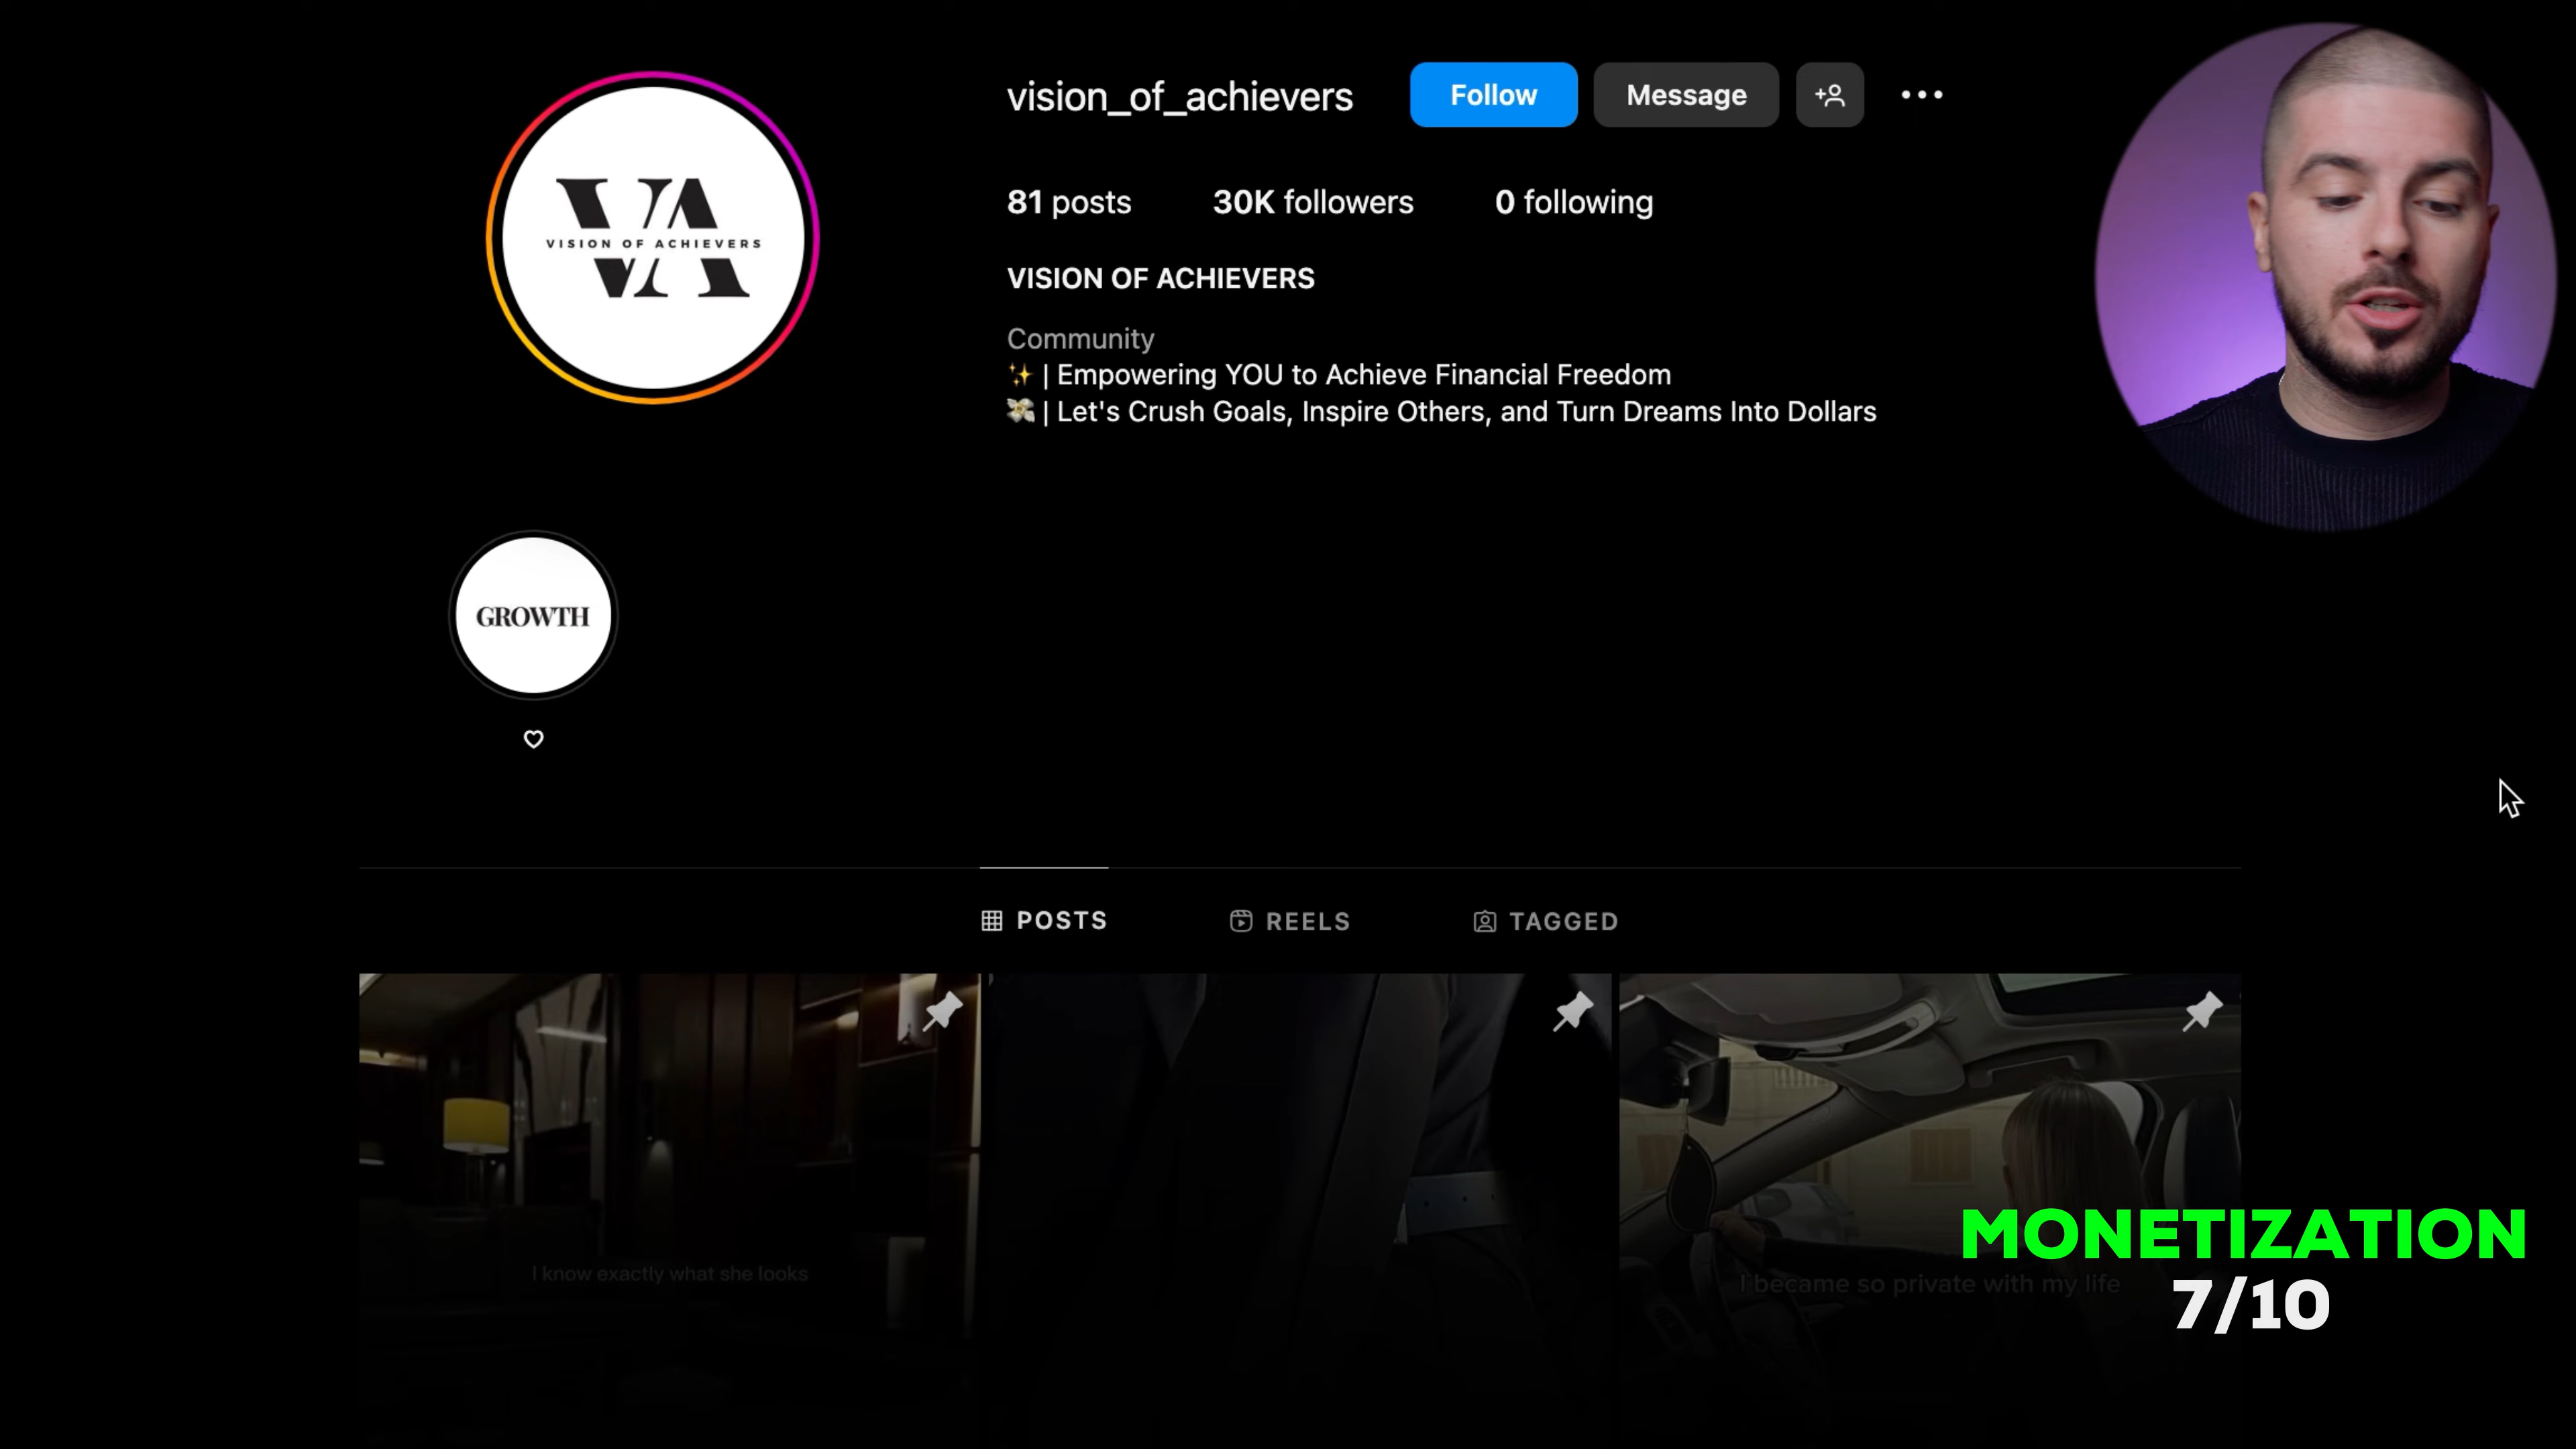 vision_of_achievers
Follow
Message
81 posts
30K followers
0 following
VISION OF ACHIEVERS
Community
✨ | Empowering YOU to Achieve Financial Freedom
💸 | Let's Crush Goals, Inspire Others, and Turn Dreams Into Dollars
VA
VISION OF ACHIEVERS
GROWTH
POSTS
REELS
TAGGED
I know exactly what she looks
I became so private with my life
MONETIZATION
7/10